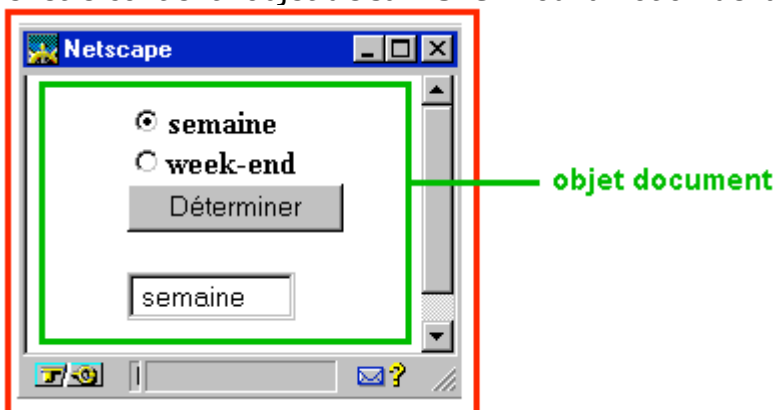 Netscape
semaine
week-end
Déterminer
objet document
semaine